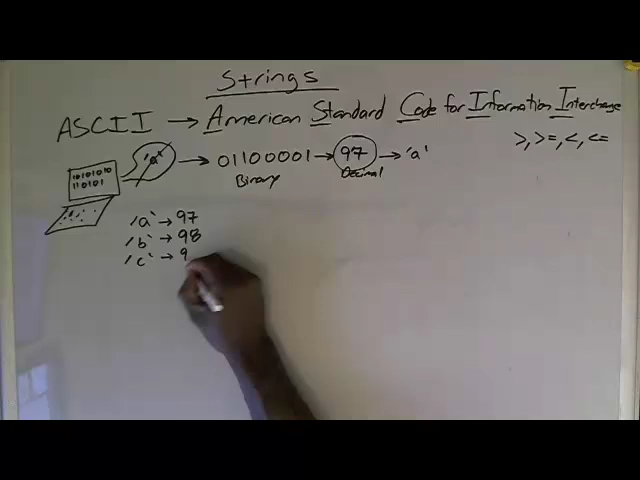 Strings
ASCII → American Standard Code for Information Interchange
>, >=, <, <=
'a' → 01100001 → 97 → 'a'
Binary Decimal
10101010
110101
'a' → 97
'b' → 98
'c' → 9